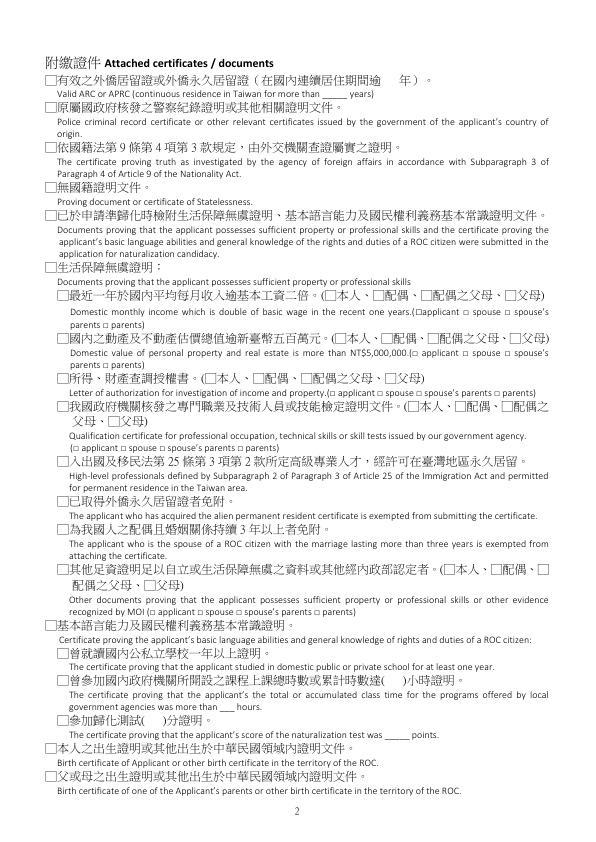 附缴證件 Attached certificates / documents
□有效之外僑居留證或外僑永久居留證（在國內連續居住期間逾　　年）。
Valid ARC or APRC (continuous residence in Taiwan for more than _____ years)
□原屬國政府核發之警察紀錄證明或其他相關證明文件。
Police criminal record certificate or other relevant certificates issued by the government of the applicant's country of
origin.
□依國籍法第 9 條第 4 項第 3 款規定，由外交機關查證屬實之證明。
The certificate proving truth as investigated by the agency of foreign affairs in accordance with Subparagraph 3 of
Paragraph 4 of Article 9 of the Nationality Act.
□無國籍證明文件。
Proving document or certificate of Statelessness.
□已於申請準歸化時檢附生活保障無虞證明、基本語言能力及國民權利義務基本常識證明文件。
Documents proving that the applicant possesses sufficient property or professional skills and the certificate proving the
applicant's basic language abilities and general knowledge of the rights and duties of a ROC citizen were submitted in the
application for naturalization candidacy.
□生活保障無虞證明：
Documents proving that the applicant possesses sufficient property or professional skills
□最近一年於國內平均每月收入逾基本工資二倍。(□本人、□配偶、□配偶之父母、□父母)
Domestic monthly income which is double of basic wage in the recent one years.(□applicant □ spouse □ spouse's
parents □ parents)
□國內之動產及不動產估價總值逾新臺幣五百萬元。(□本人、□配偶、□配偶之父母、□父母)
Domestic value of personal property and real estate is more than NT$5,000,000.(□ applicant □ spouse □ spouse's
parents □ parents)
□所得、財產查調授權書。(□本人、□配偶、□配偶之父母、□父母)
Letter of authorization for investigation of income and property.(□ applicant □ spouse □ spouse's parents □ parents)
□我國政府機關核發之專門職業及技術人員或技能檢定證明文件。(□本人、□配偶、□配偶之
父母、□父母)
Qualification certificate for professional occupation, technical skills or skill tests issued by our government agency.
(□ applicant □ spouse □ spouse's parents □ parents)
□入出國及移民法第 25 條第 3 項第 2 款所定高級專業人才，經許可在臺灣地區永久居留。
High-level professionals defined by Subparagraph 2 of Paragraph 3 of Article 25 of the Immigration Act and permitted
for permanent residence in the Taiwan area.
□已取得外僑永久居留證者免附。
The applicant who has acquired the alien permanent resident certificate is exempted from submitting the certificate.
□為我國人之配偶且婚姻關係持續 3 年以上者免附。
The applicant who is the spouse of a ROC citizen with the marriage lasting more than three years is exempted from
attaching the certificate.
□其他足資證明足以自立或生活保障無虞之資料或其他經內政部認定者。(□本人、□配偶、□
配偶之父母、□父母)
Other documents proving that the applicant possesses sufficient property or professional skills or other evidence
recognized by MOI (□ applicant □ spouse □ spouse's parents □ parents)
□基本語言能力及國民權利義務基本常識證明。
Certificate proving the applicant's basic language abilities and general knowledge of rights and duties of a ROC citizen:
□曾就讀國內公私立學校一年以上證明。
The certificate proving that the applicant studied in domestic public or private school for at least one year.
□曾參加國內政府機關所開設之課程上課總時數或累計時數達(　　)小時證明。
The certificate proving that the applicant's the total or accumulated class time for the programs offered by local
government agencies was more than ___ hours.
□參加歸化測試(　　)分證明。
The certificate proving that the applicant's score of the naturalization test was _____ points.
□本人之出生證明或其他出生於中華民國領域內證明文件。
Birth certificate of Applicant or other birth certificate in the territory of the ROC.
□父或母之出生證明或其他出生於中華民國領域內證明文件。
Birth certificate of one of the Applicant's parents or other birth certificate in the territory of the ROC.
2